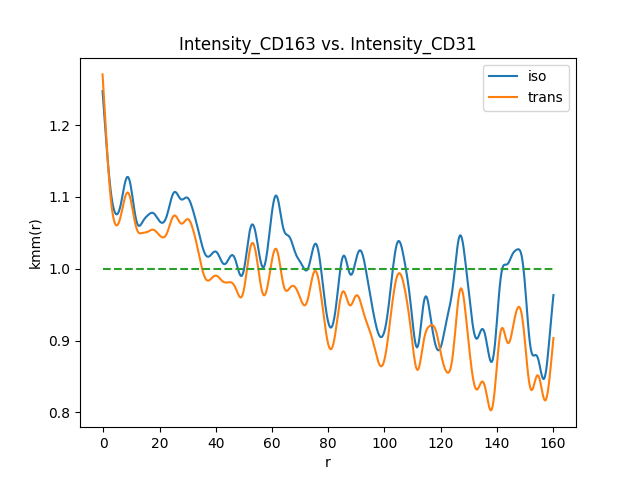 Intensity_CD163 vs. Intensity_CD31
iso
trans
1.2
1.1
1.0
0.9
0.8
kmm(r)
0 20 40 60 80 100 120 140 160
r